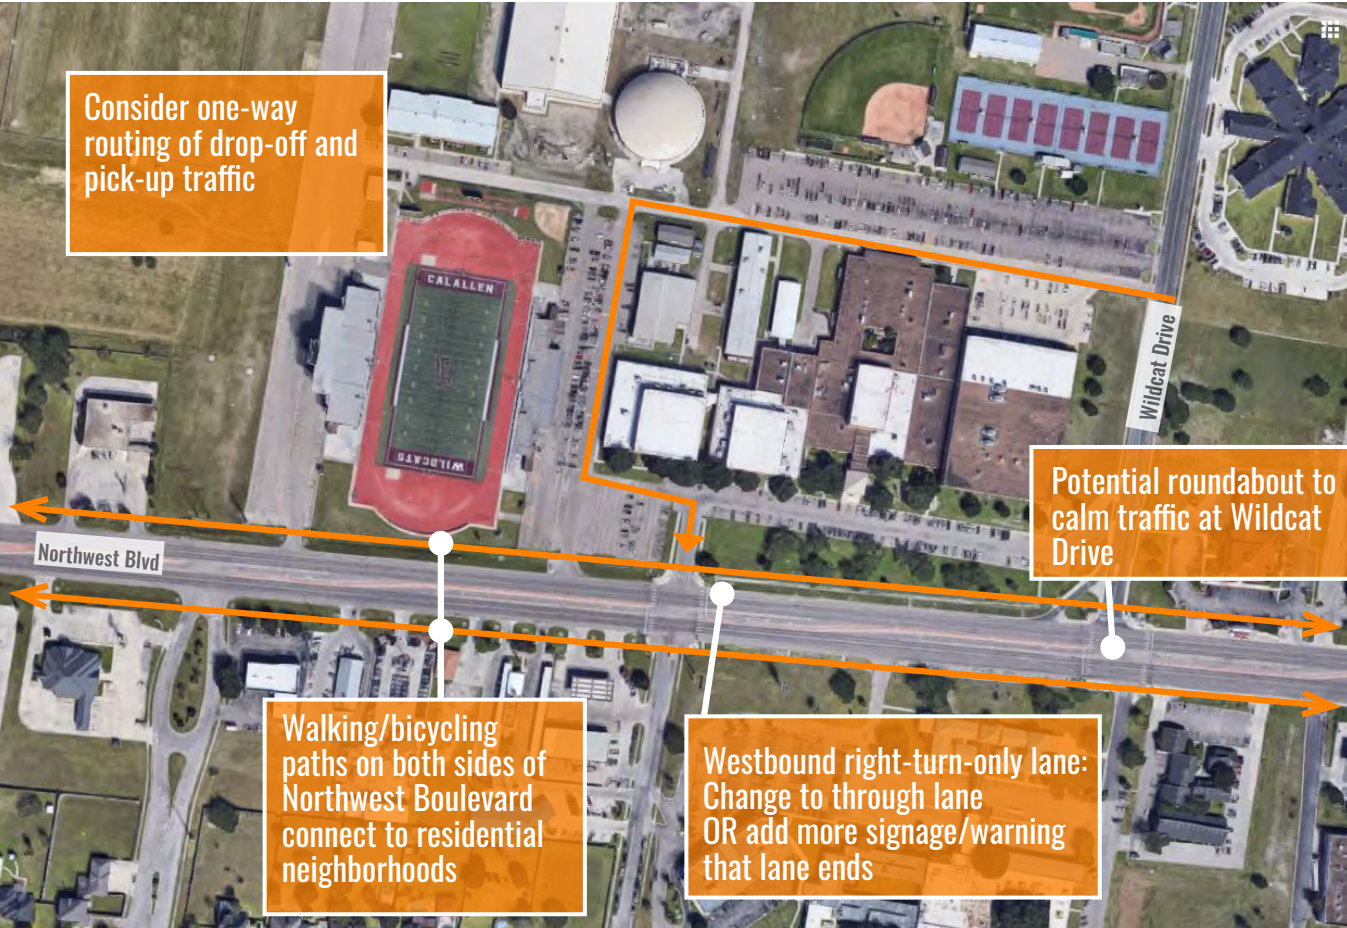 Consider one-way
routing of drop-off and
pick-up traffic
CALALLEN
WILDCATS
Wildcat Drive
Potential roundabout to
calm traffic at Wildcat
Drive
Northwest Blvd
Walking/bicycling
paths on both sides of
Northwest Boulevard
connect to residential
neighborhoods
Westbound right-turn-only lane:
Change to through lane
OR add more signage/warning
that lane ends